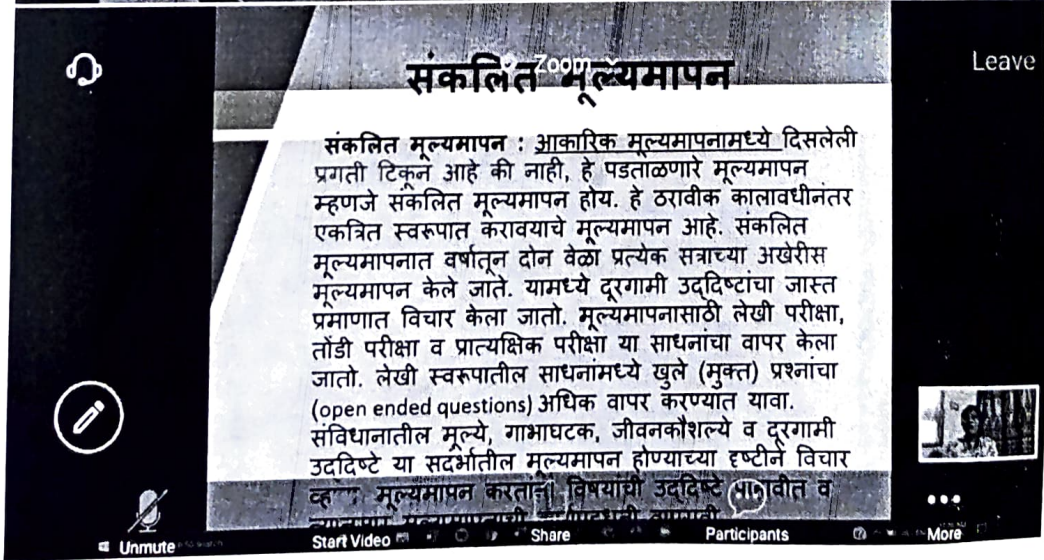 Zoom
Leave
संकलित मूल्यमापन
संकलित मूल्यमापन : आकारिक मूल्यमापनामध्ये दिसलेली
प्रगती टिकून आहे की नाही, हे पडताळणारे मूल्यमापन
म्हणजे संकलित मूल्यमापन होय. हे ठरावीक कालावधीनंतर
एकत्रित स्वरूपात करावयाचे मूल्यमापन आहे. संकलित
मूल्यमापनात वर्षातून दोन वेळा प्रत्येक सत्राच्या अखेरीस
मूल्यमापन केले जाते. यामध्ये दूरगामी उद्दिष्टांचा जास्त
प्रमाणात विचार केला जातो. मूल्यमापनासाठी लेखी परीक्षा,
तोंडी परीक्षा व प्रात्यक्षिक परीक्षा या साधनांचा वापर केला
जातो. लेखी स्वरूपातील साधनांमध्ये खुले (मुक्त) प्रश्नांचा
(open ended questions) अधिक वापर करण्यात यावा.
संविधानातील मूल्ये, गाभाघटक, जीवनकौशल्ये व दूरगामी
उद्दिष्टे या संदर्भातील मूल्यमापन होण्याच्या दृष्टीने विचार
मूल्यमापन करतांना विषयाची उद्दिष्टे व
Unmute
Start Video
Share
Participants
More